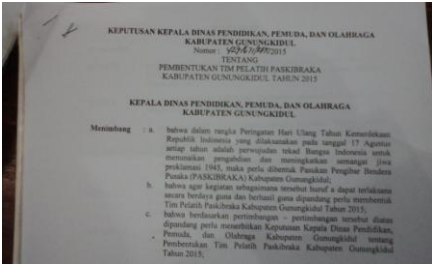 KEPUTUSAN KEPALA DINAS PENDIDIKAN, PEMUDA, DAN OLAHRAGA
KABUPATEN GUNUNGKIDUL
Nomor : /2015
TENTANG
PEMBENTUKAN TIM PELATIH PASKIBRAKA
KABUPATEN GUNUNGKIDUL TAHUN 2015
KEPALA DINAS PENDIDIKAN, PEMUDA, DAN OLAHRAGA
KABUPATEN GUNUNGKIDUL
Menimbang : a. bahwa dalam rangka Peringatan Hari Ulang Tahun Kemerdekaan
Republik Indonesia yang dilaksanakan pada tanggal 17 Agustus
setiap tahun adalah perwujudan tekad Bangsa Indonesia untuk
meningkatkan semangat jiwa
proklamasi 1945, maka perlu dibentuk Pasukan Pengibar Bendera
Pusaka (PASKIBRAKA) Kabupaten Gunungkidul;
b. bahwa agar kegiatan sebagaimana tersebut huruf a dapat terlaksana
secara berdaya guna dan berhasil guna dipandang perlu membentuk
Tim Pelatih Paskibraka Kabupaten Gunungkidul Tahun 2015;
c. bahwa berdasarkan pertimbangan – pertimbangan tersebut diatas
dipandang perlu menerbitkan Keputusan Kepala Dinas Pendidikan,
Pemuda, dan Olahraga Kabupaten Gunungkidul tentang
Pembentukan Tim Pelatih Paskibraka Kabupaten Gunungkidul
Tahun 2015;